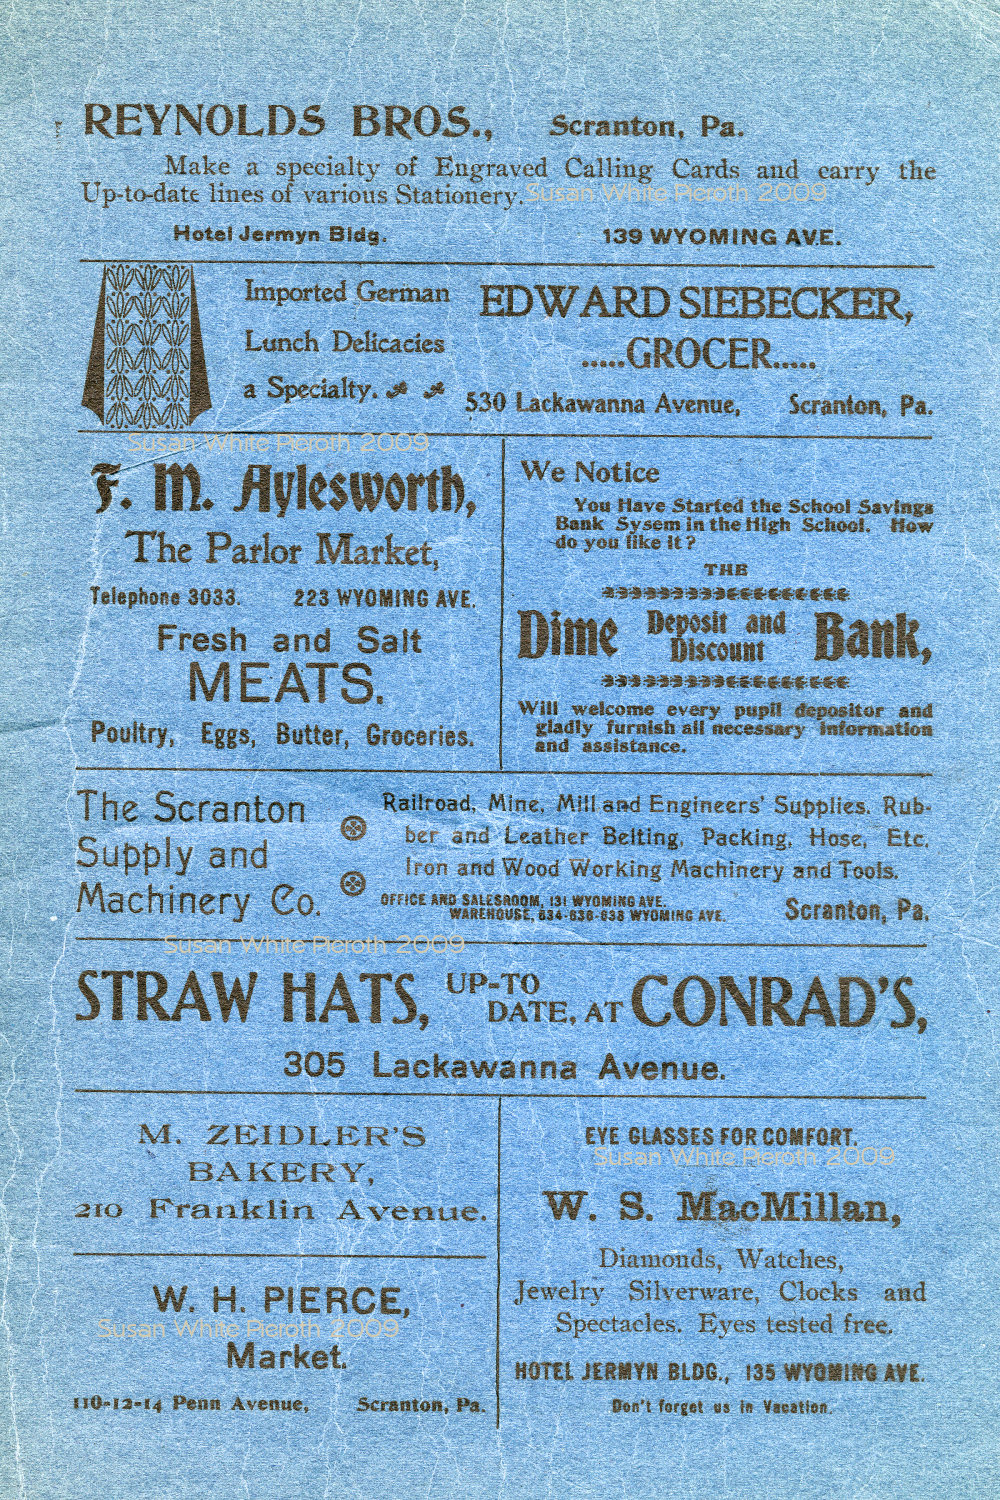 REYNOLDS BROS., Scranton, Pa.
Make a specialty of Engraved Calling Cards and carry the
Up-to-date lines of various Stationery.
Susan White Pieroth 2009
Hotel Jermyn Bldg. 139 WYOMING AVE.
Imported German
Lunch Delicacies
a Specialty.
EDWARD SIEBECKER,
.....GROCER.....
530 Lackawanna Avenue, Scranton, Pa.
Susan White Pieroth 2009
F. M. Aylesworth,
The Parlor Market,
Telephone 3033. 223 WYOMING AVE.
Fresh and Salt
MEATS.
Poultry, Eggs, Butter, Groceries.
We Notice
You Have Started the School Savings
Bank Sysem in the High School. How
do you like it?
THE
Dime Deposit and Discount Bank,
Will welcome every pupil depositor and
gladly furnish all necessary information
and assistance.
The Scranton
Supply and
Machinery Co.
Railroad, Mine, Mill and Engineers' Supplies. Rub-
ber and Leather Belting, Packing, Hose, Etc.
Iron and Wood Working Machinery and Tools.
OFFICE AND SALESROOM, 131 WYOMING AVE.
WAREHOUSE, 634-636-638 WYOMING AVE.
Scranton, Pa.
Susan White Pieroth 2009
STRAW HATS, UP-TO DATE, AT CONRAD'S,
305 Lackawanna Avenue.
M. ZEIDLER'S
BAKERY,
210 Franklin Avenue.
W. H. PIERCE,
Susan White Pieroth 2009
Market.
110-12-14 Penn Avenue, Scranton, Pa.
EYE GLASSES FOR COMFORT.
Susan White Pieroth 2009
W. S. MacMillan,
Diamonds, Watches,
Jewelry Silverware, Clocks and
Spectacles. Eyes tested free.
HOTEL JERMYN BLDG., 135 WYOMING AVE.
Don't forget us in Vacation.